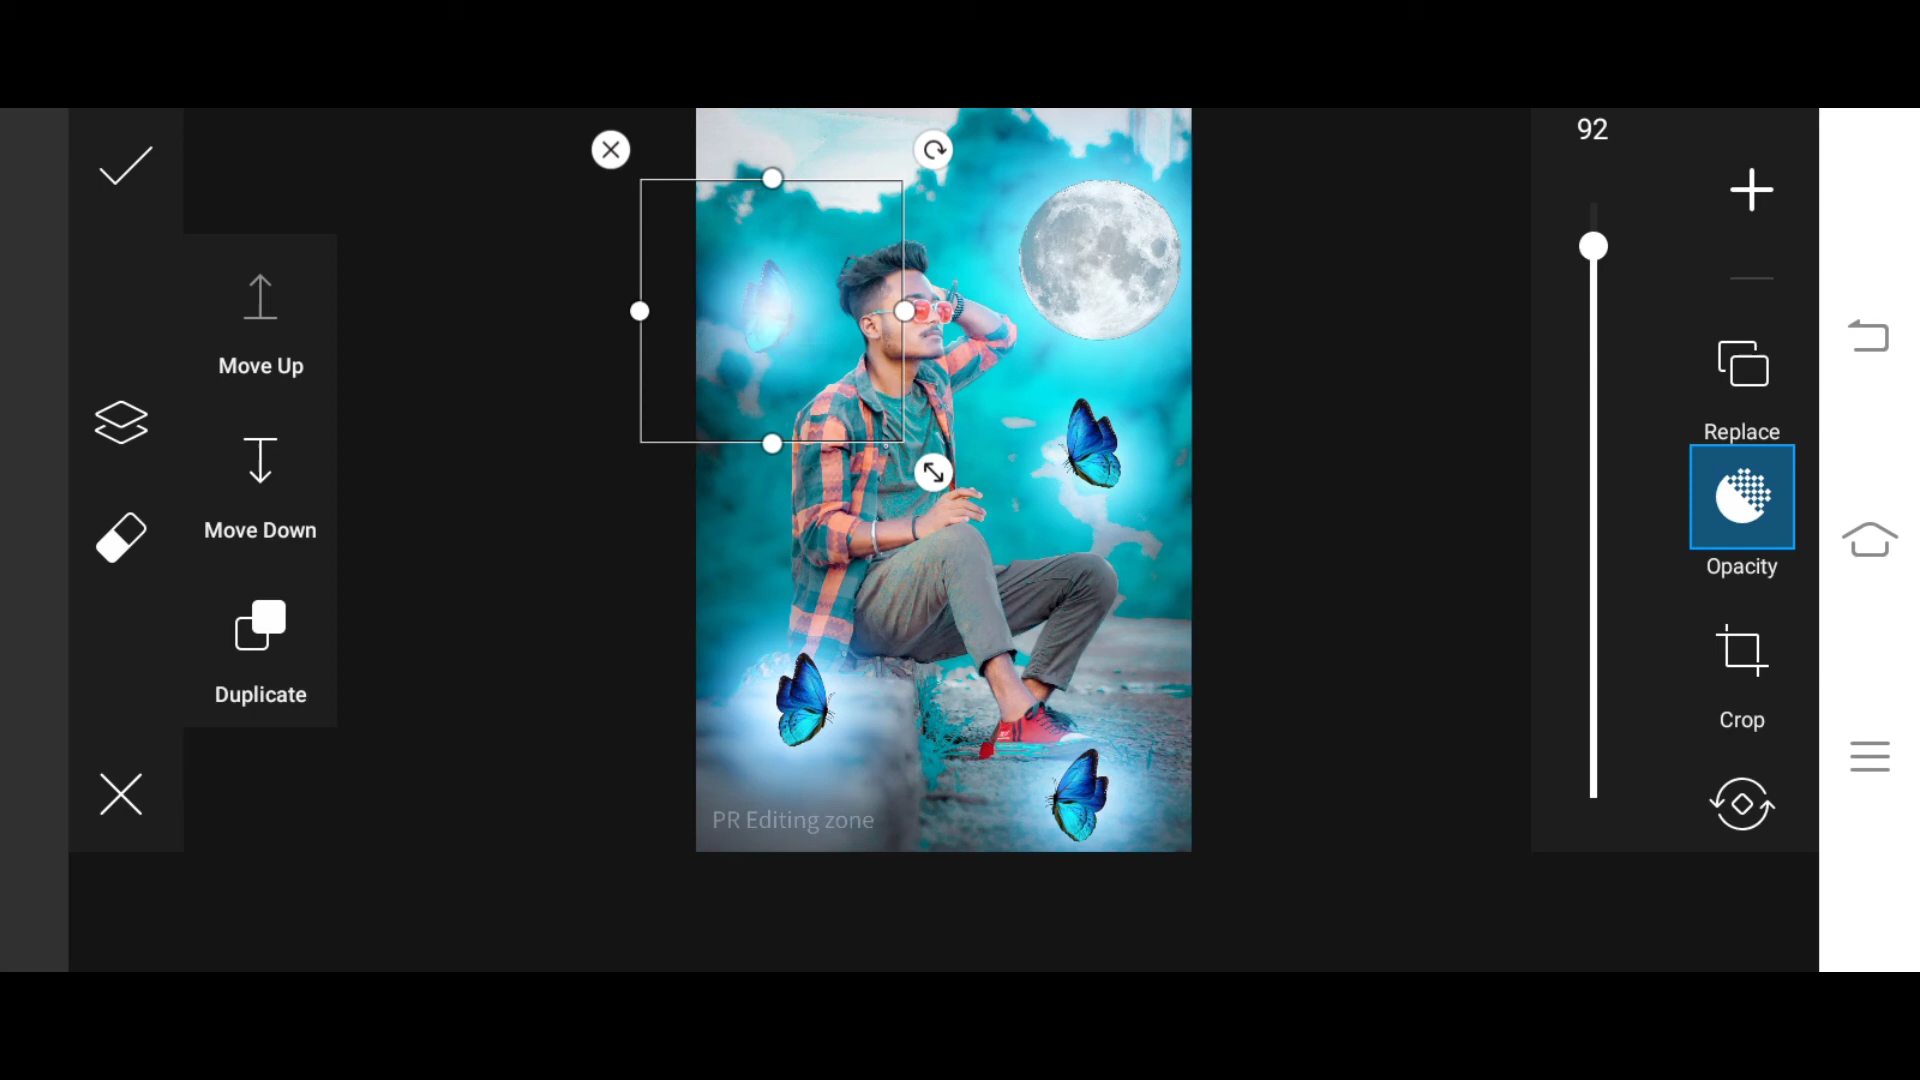 92
Move Up
Replace
Move Down
Opacity
Duplicate
Crop
PR Editing zone